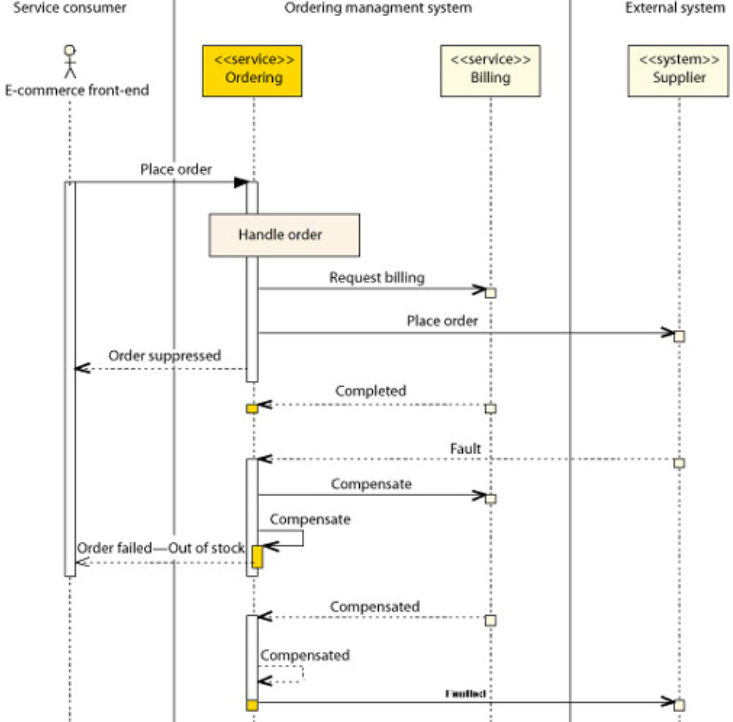 Service consumer
Ordering managment system
External system
<<service>>
Ordering
<<service>>
Billing
<<system>>
Supplier
E-commerce front-end
Place order
Handle order
Request billing
Place order
Order suppressed
Completed
Fault
Compensate
Compensate
Order failed—Out of stock
Compensated
Compensated
Faulted